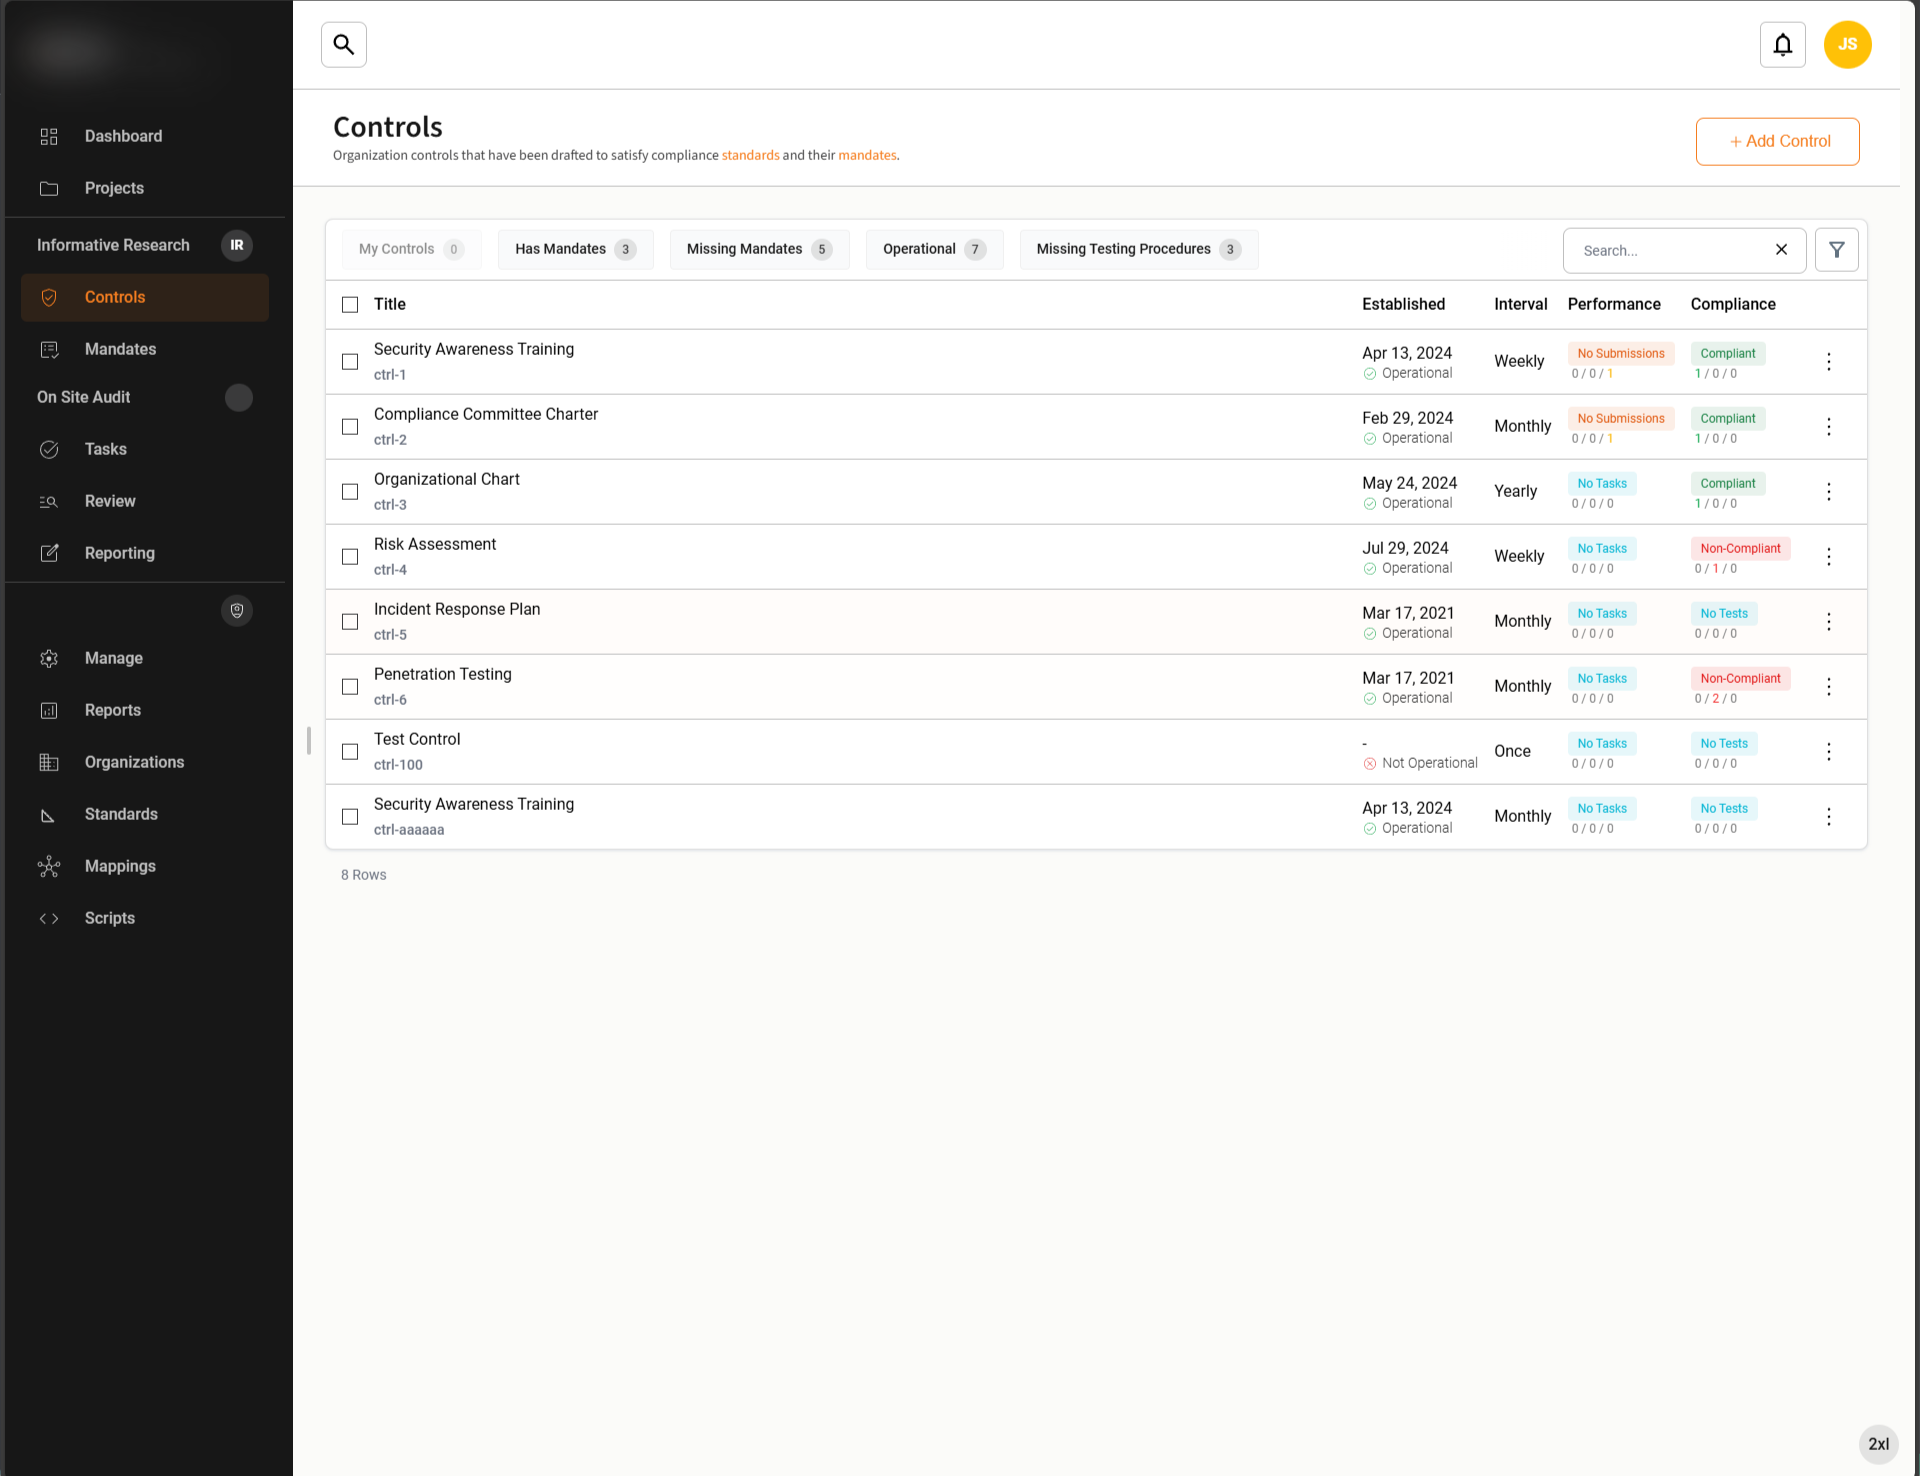 JS
Dashboard
Projects
Informative Research IR
Controls
Mandates
On Site Audit
Tasks
Review
Reporting
Manage
Reports
Organizations
Standards
Mappings
Scripts
Controls
Organization controls that have been drafted to satisfy compliance standards and their mandates.
+ Add Control
My Controls 0 Has Mandates 3 Missing Mandates 5 Operational 7 Missing Testing Procedures 3 Search...
Title Established Interval Performance Compliance
Security Awareness Training
ctrl-1
Apr 13, 2024
Operational
Weekly
No Submissions
0 / 0 / 1
Compliant
1 / 0 / 0
Compliance Committee Charter
ctrl-2
Feb 29, 2024
Operational
Monthly
No Submissions
0 / 0 / 1
Compliant
1 / 0 / 0
Organizational Chart
ctrl-3
May 24, 2024
Operational
Yearly
No Tasks
0 / 0 / 0
Compliant
1 / 0 / 0
Risk Assessment
ctrl-4
Jul 29, 2024
Operational
Weekly
No Tasks
0 / 0 / 0
Non-Compliant
0 / 1 / 0
Incident Response Plan
ctrl-5
Mar 17, 2021
Operational
Monthly
No Tasks
0 / 0 / 0
No Tests
0 / 0 / 0
Penetration Testing
ctrl-6
Mar 17, 2021
Operational
Monthly
No Tasks
0 / 0 / 0
Non-Compliant
0 / 2 / 0
Test Control
ctrl-100
-
Not Operational
Once
No Tasks
0 / 0 / 0
No Tests
0 / 0 / 0
Security Awareness Training
ctrl-aaaaaa
Apr 13, 2024
Operational
Monthly
No Tasks
0 / 0 / 0
No Tests
0 / 0 / 0
8 Rows
2xl